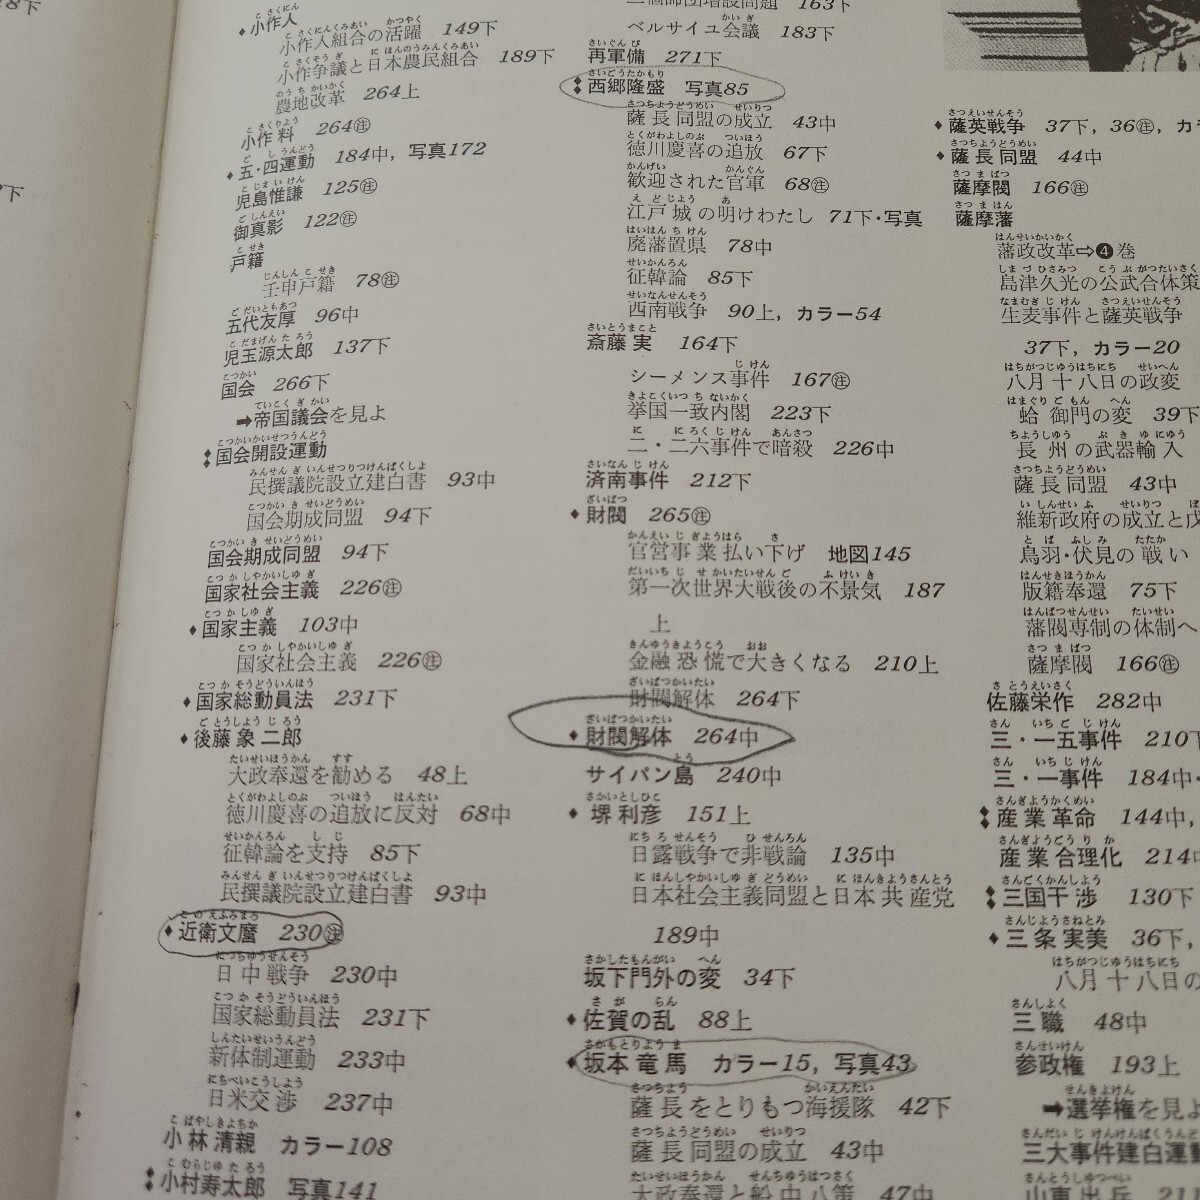 小作人
小作人組合の活躍 149下
小作争議と日本農民組合 189下
農地改革 264上
小作料 264㊟
五・四運動 184中，写真172
児島惟謙 125㊟
御真影 122㊟
戸籍
壬申戸籍 78㊟
五代友厚 96中
児玉源太郎 137下
国会 266下
➡帝国議会を見よ
国会開設運動
民撰議院設立建白書 93中
国会期成同盟 94下
国会期成同盟 94下
国家社会主義 226㊟
国家主義 103中
国家社会主義 226㊟
国家総動員法 231下
後藤象二郎
大政奉還を勧める 48上
徳川慶喜の追放に反対 68中
征韓論を支持 85下
民撰議院設立建白書 93中
近衛文麿 230㊟
日中戦争 230中
国家総動員法 231下
新体制運動 233中
日米交渉 237中
小林清親 カラー108
小村寿太郎 写真141
二個師団増設問題 163下
ベルサイユ会議 183下
再軍備 271下
西郷隆盛 写真85
薩長同盟の成立 43中
徳川慶喜の追放 67下
歓迎された官軍 68㊟
江戸城の明けわたし 71下・写真
廃藩置県 78中
征韓論 85下
西南戦争 90上，カラー54
斎藤実 164下
シーメンス事件 167㊟
挙国一致内閣 223下
二・二六事件で暗殺 226中
済南事件 212下
財閥 265㊟
官営事業払い下げ 地図145
第一次世界大戦後の不景気 187
上
金融恐慌で大きくなる 210上
財閥解体 264下
財閥解体 264中
サイパン島 240中
堺利彦 151上
日露戦争で非戦論 135中
日本社会主義同盟と日本共産党
189中
坂下門外の変 34下
佐賀の乱 88上
坂本竜馬 カラー15，写真43
薩長をとりもつ海援隊 42下
薩長同盟の成立 43中
大政奉還と船中八策 47中
薩英戦争 37下，36㊟，カ
薩長同盟 44中
薩摩閥 166㊟
薩摩藩
藩政改革⇨❹巻
島津久光の公武合体策
生麦事件と薩英戦争
37下，カラー20
八月十八日の政変
蛤御門の変 39下
長州の武器輸入
薩長同盟 43中
維新政府の成立と戊
鳥羽・伏見の戦い
版籍奉還 75下
藩閥専制の体制へ
薩摩閥 166㊟
佐藤栄作 282中
三・一五事件 210下
三・一事件 184中・
産業革命 144中，
産業合理化 214中
三国干渉 130下
三条実美 36下，
八月十八日の
三職 48中
参政権 193上
➡選挙権を見よ
三大事件建白運動
山東出兵 211